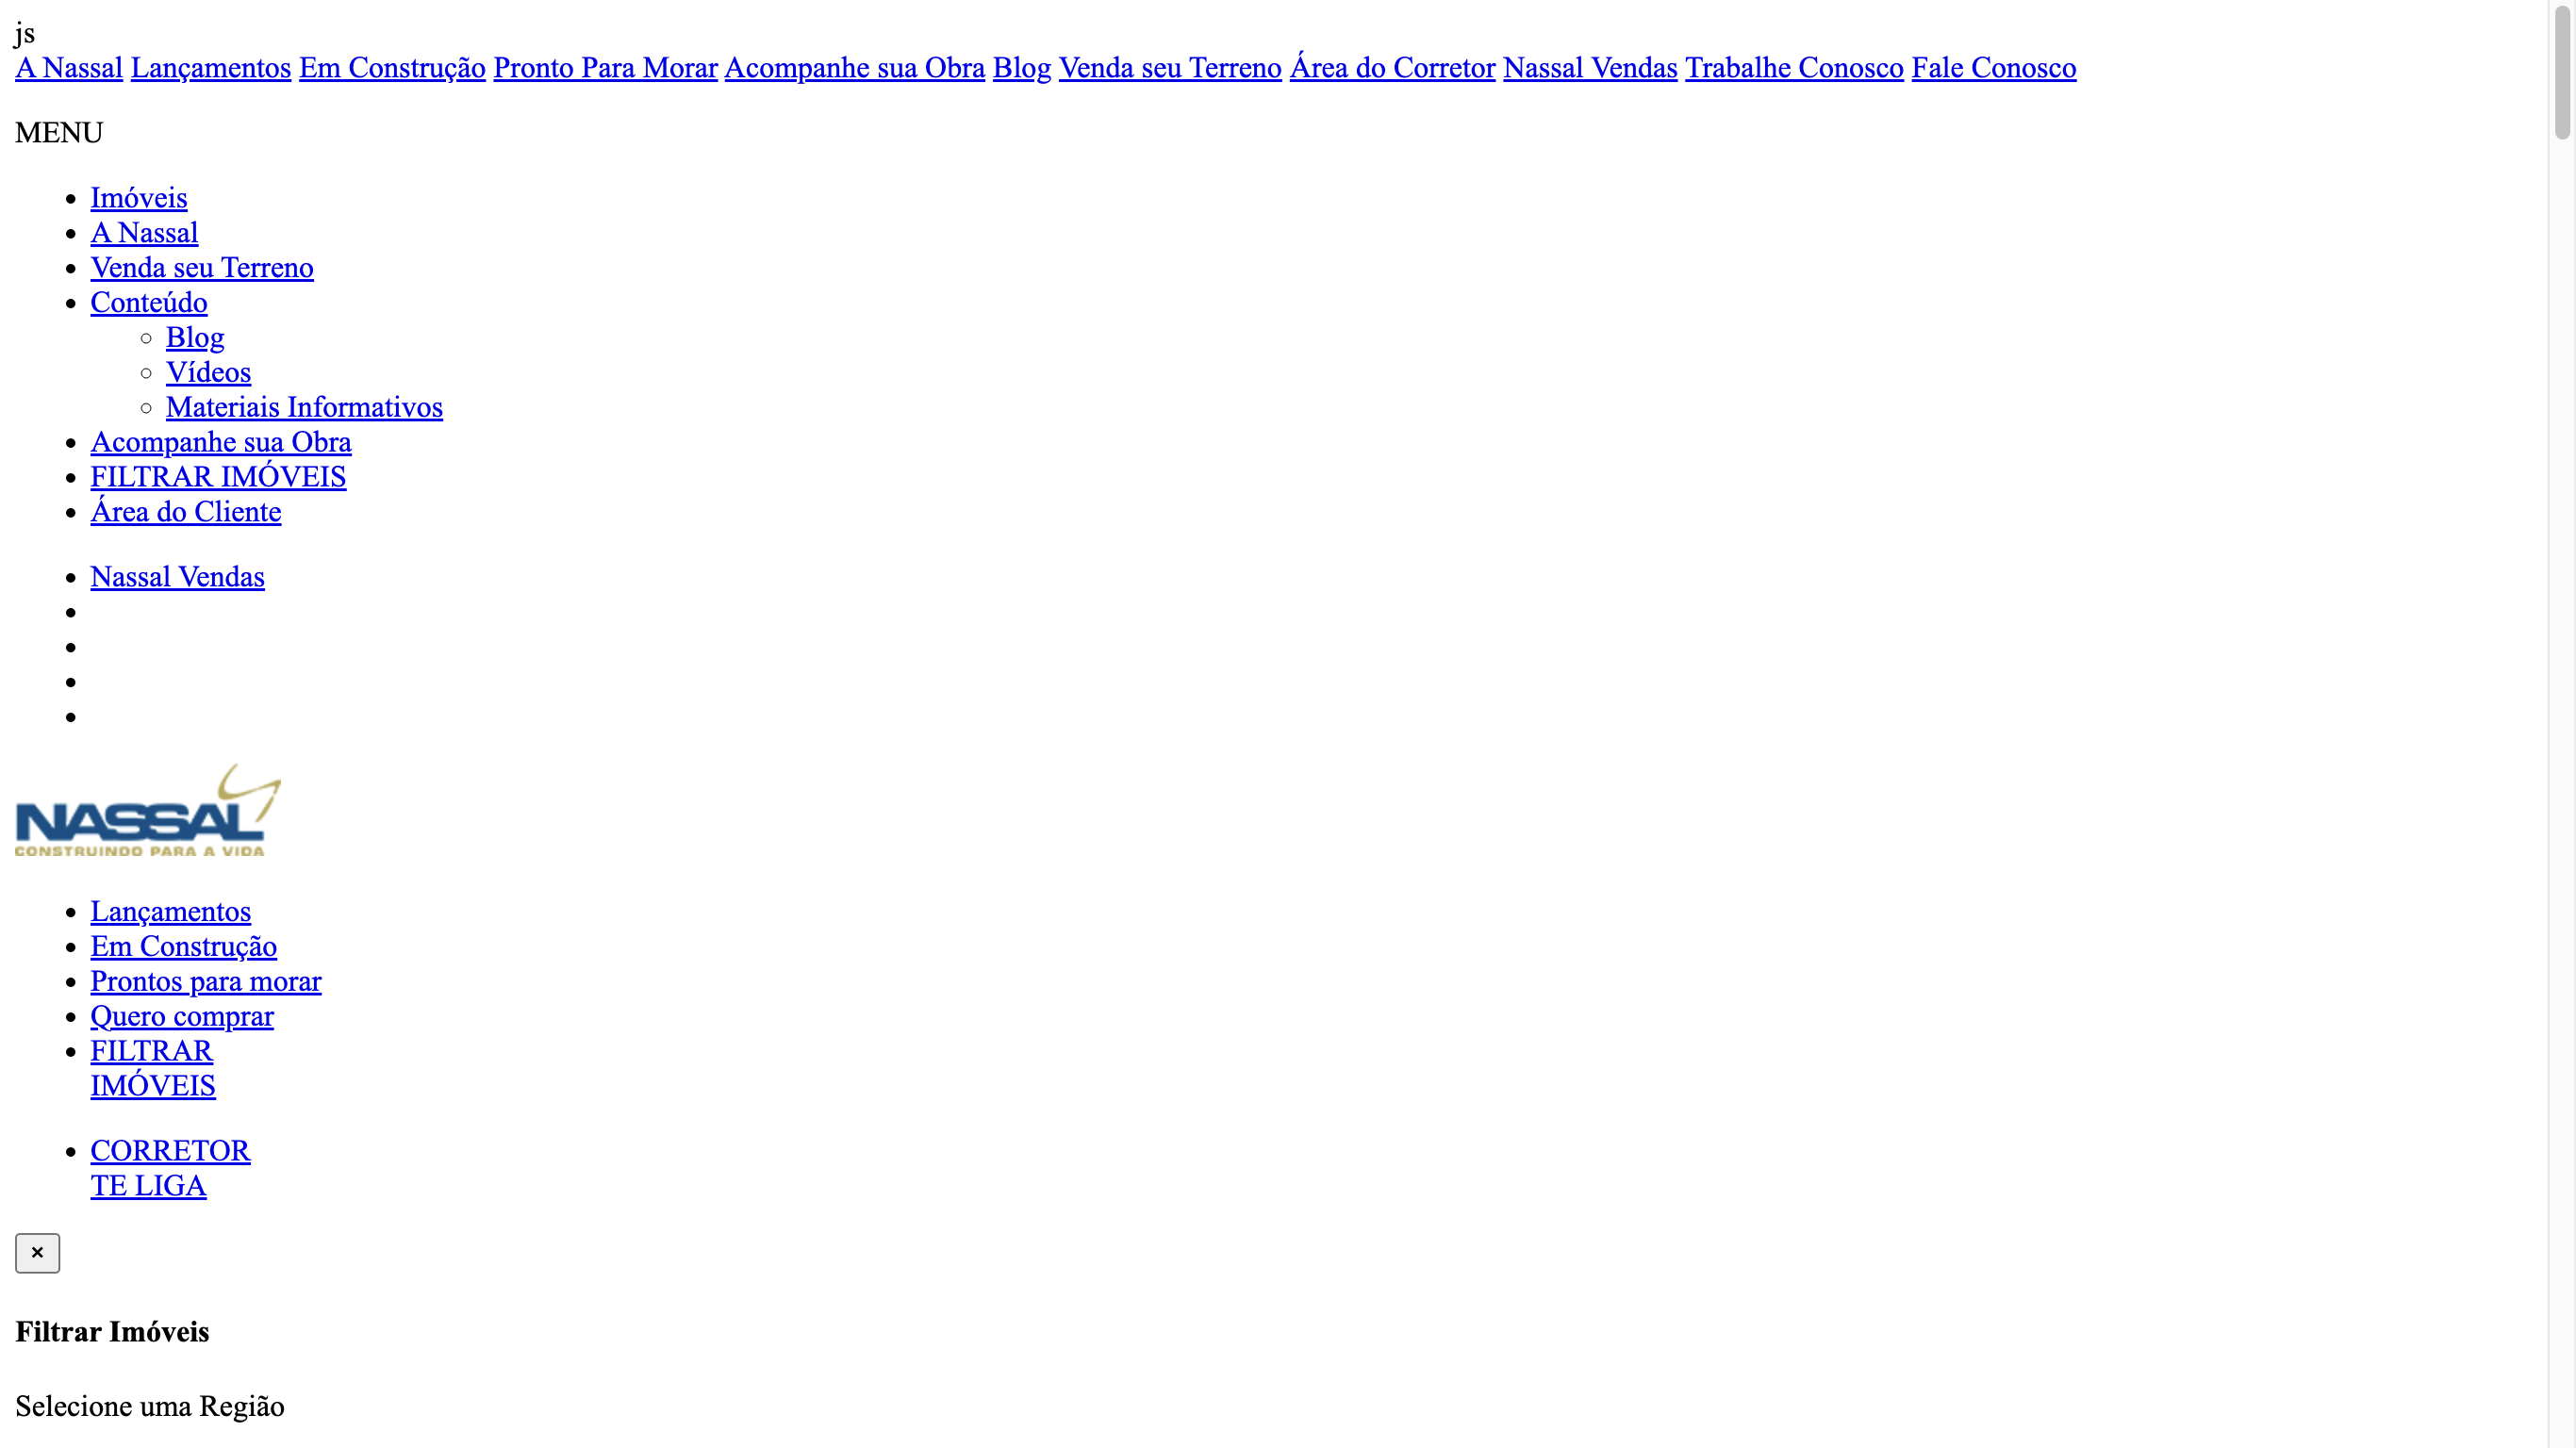 js
A Nassal Lançamentos Em Construção Pronto Para Morar Acompanhe sua Obra Blog Venda seu Terreno Área do Corretor Nassal Vendas Trabalhe Conosco Fale Conosco
MENU
Imóveis
A Nassal
Venda seu Terreno
Conteúdo
Blog
Vídeos
Materiais Informativos
Acompanhe sua Obra
FILTRAR IMÓVEIS
Área do Cliente
Nassal Vendas
NASSAL
CONSTRUINDO PARA A VIDA
Lançamentos
Em Construção
Prontos para morar
Quero comprar
FILTRAR
IMÓVEIS
CORRETOR
TE LIGA
×
Filtrar Imóveis
Selecione uma Região